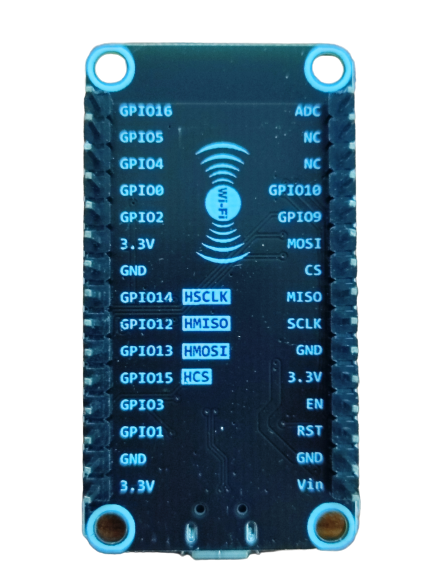 GPIO16 ADC
GPIO5 NC
GPIO4 NC
GPIO0 GPIO10
GPIO2 GPIO9
3.3V MOSI
GND CS
GPIO14 HSCLK MISO
GPIO12 HMISO SCLK
GPIO13 HMOSI GND
GPIO15 HCS 3.3V
GPIO3 EN
GPIO1 RST
GND GND
3.3V Vin
Wi-Fi